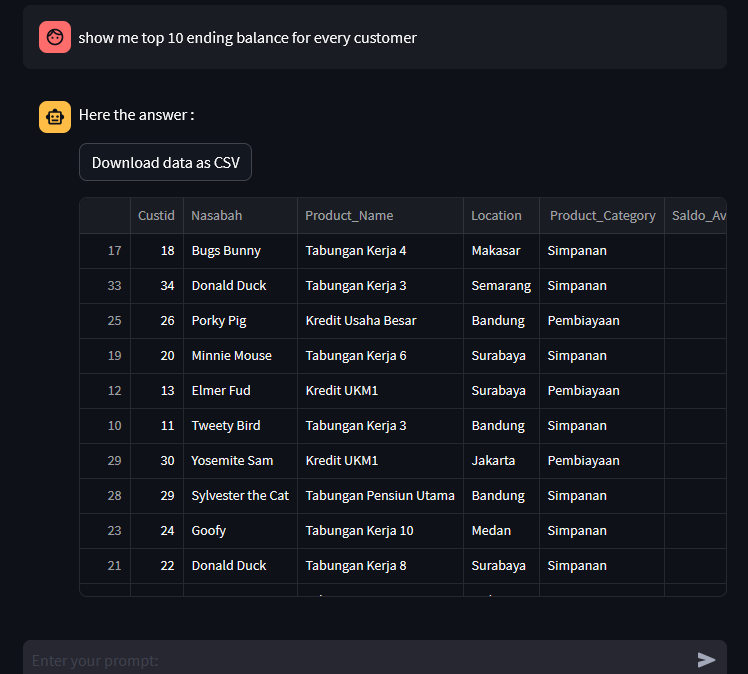 show me top 10 ending balance for every customer
Here the answer :
Download data as CSV
Custid Nasabah Product_Name Location Product_Category Saldo_Av
17 18 Bugs Bunny Tabungan Kerja 4 Makasar Simpanan
33 34 Donald Duck Tabungan Kerja 3 Semarang Simpanan
25 26 Porky Pig Kredit Usaha Besar Bandung Pembiayaan
19 20 Minnie Mouse Tabungan Kerja 6 Surabaya Simpanan
12 13 Elmer Fud Kredit UKM1 Surabaya Pembiayaan
10 11 Tweety Bird Tabungan Kerja 3 Bandung Simpanan
29 30 Yosemite Sam Kredit UKM1 Jakarta Pembiayaan
28 29 Sylvester the Cat Tabungan Pensiun Utama Bandung Simpanan
23 24 Goofy Tabungan Kerja 10 Medan Simpanan
21 22 Donald Duck Tabungan Kerja 8 Surabaya Simpanan
Enter your prompt: